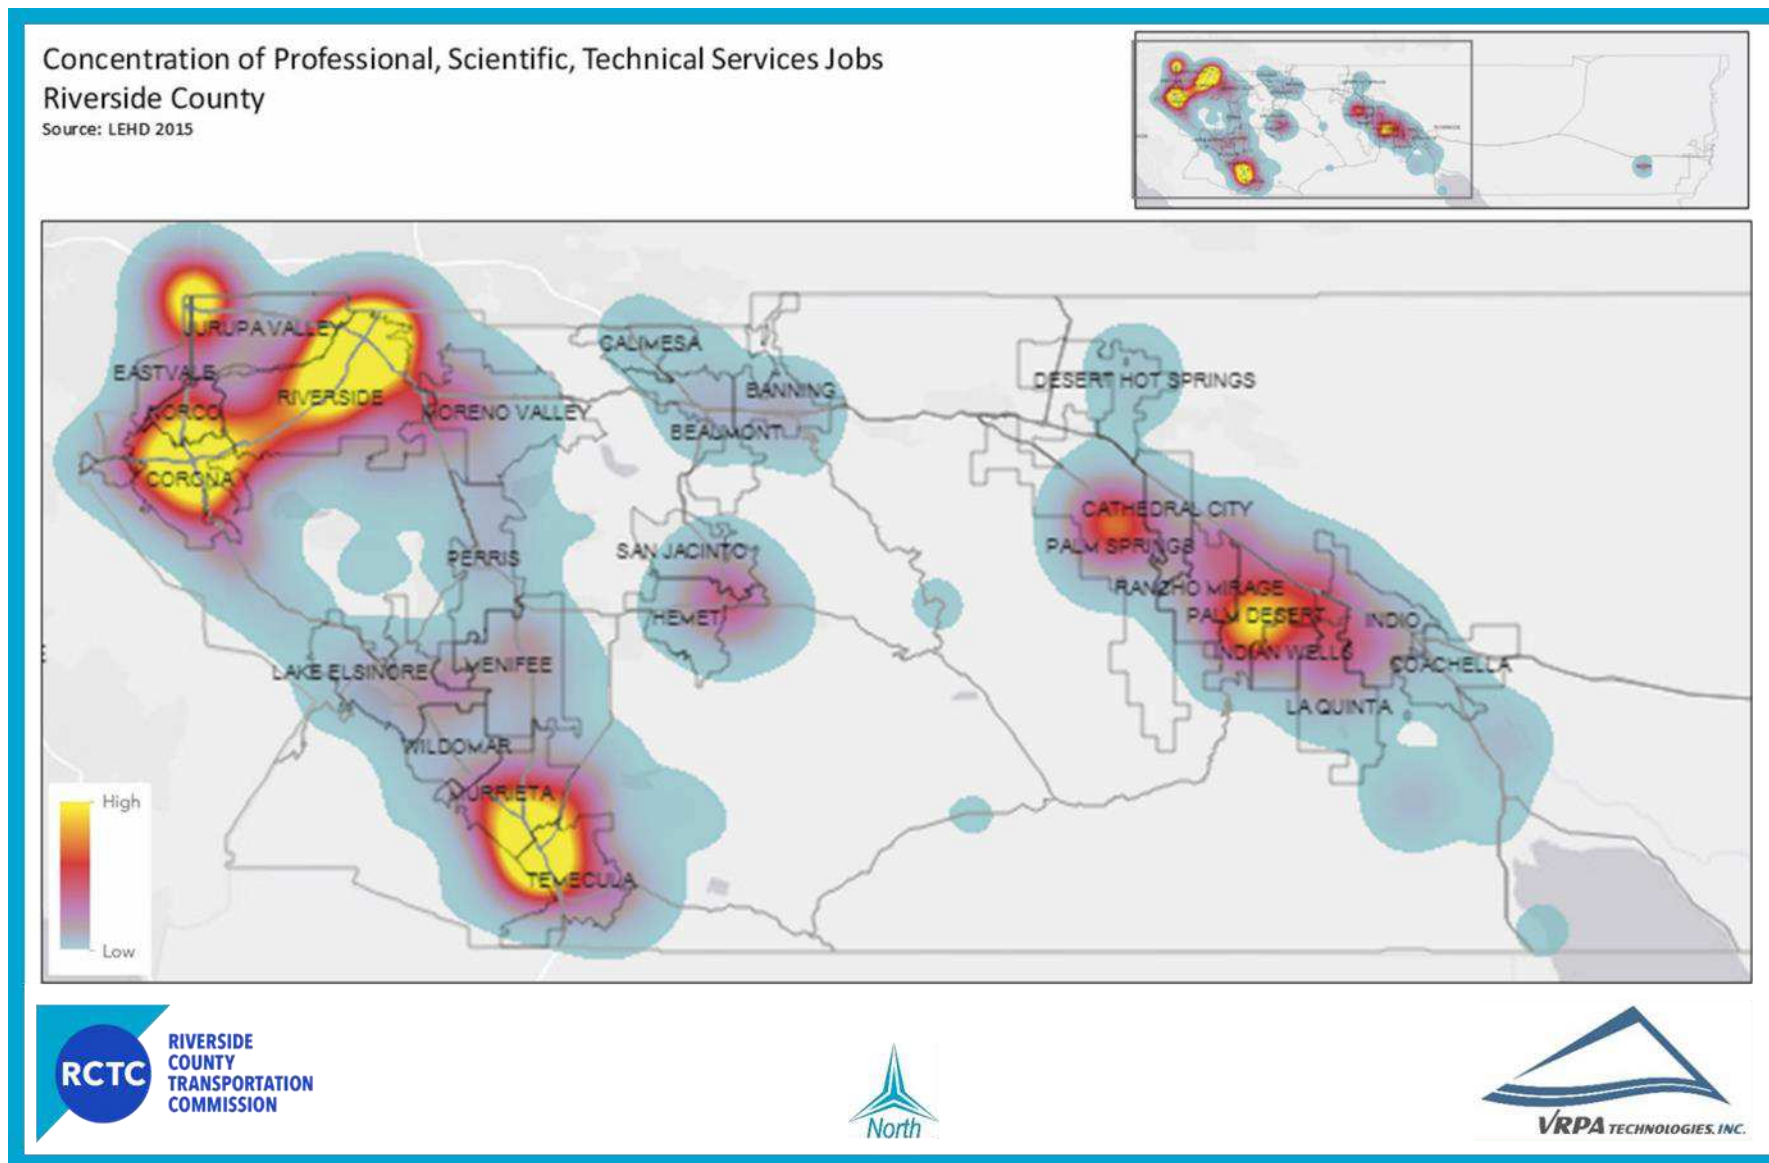 Concentration of Professional, Scientific, Technical Services Jobs
Riverside County
Source: LEHD 2015
JURUPA VALLEY
EASTVALE
NORCO
RIVERSIDE
MORENO VALLEY
CORONA
CALIMESA
BANNING
BEAUMONT
DESERT HOT SPRINGS
CATHEDRAL CITY
PALM SPRINGS
SAN JACINTO
PERRIS
HEMET
RANCHO MIRAGE
PALM DESERT
INDIO
INDIAN WELLS
COACHELLA
LA QUINTA
LAKE ELSINORE
MENIFEE
WILDOMAR
MURRIETA
TEMECULA
High
Low
RCTC
RIVERSIDE
COUNTY
TRANSPORTATION
COMMISSION
North
VRPA TECHNOLOGIES, INC.